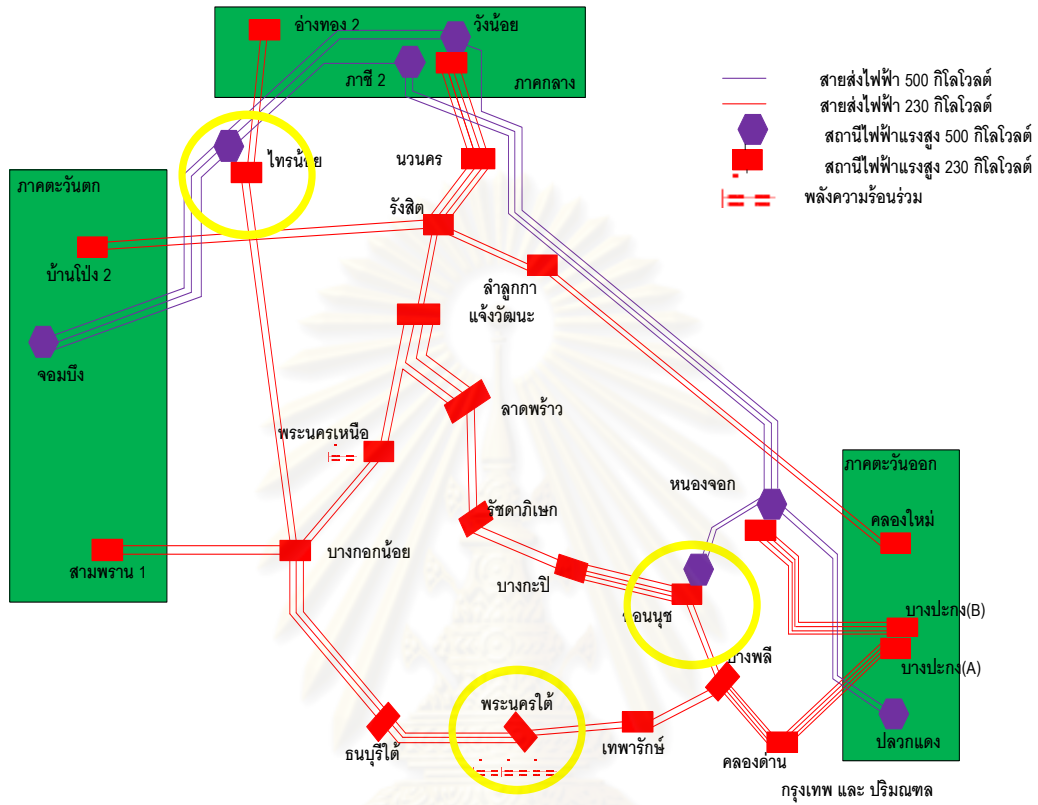 อ่างทอง 2
วังน้อย
ภาชี 2
ภาคกลาง
สายส่งไฟฟ้า 500 กิโลโวลต์
สายส่งไฟฟ้า 230 กิโลโวลต์
สถานีไฟฟ้าแรงสูง 500 กิโลโวลต์
สถานีไฟฟ้าแรงสูง 230 กิโลโวลต์
พลังความร้อนร่วม
ไทรน้อย
นวนคร
ภาคตะวันตก
รังสิต
บ้านโป่ง 2
ลำลูกกา
แจ้งวัฒนะ
จอมบึง
ลาดพร้าว
พระนครเหนือ
ภาคตะวันออก
หนองจอก
รัชดาภิเษก
คลองใหม่
บางกอกน้อย
สามพราน 1
บางกะปิ
อ่อนนุช
บางปะกง(B)
บางพลี
บางปะกง(A)
พระนครใต้
เทพารักษ์
ธนบุรีใต้
คลองด่าน
ปลวกแดง
กรุงเทพ และ ปริมณฑล